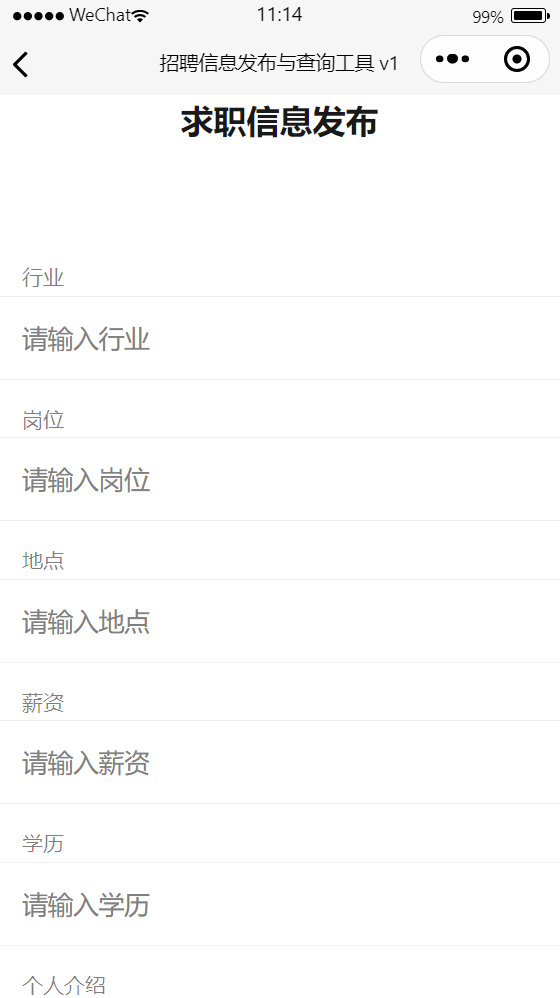 WeChat 11:14 99%
招聘信息发布与查询工具 v1
求职信息发布
行业
请输入行业
岗位
请输入岗位
地点
请输入地点
薪资
请输入薪资
学历
请输入学历
个人介绍